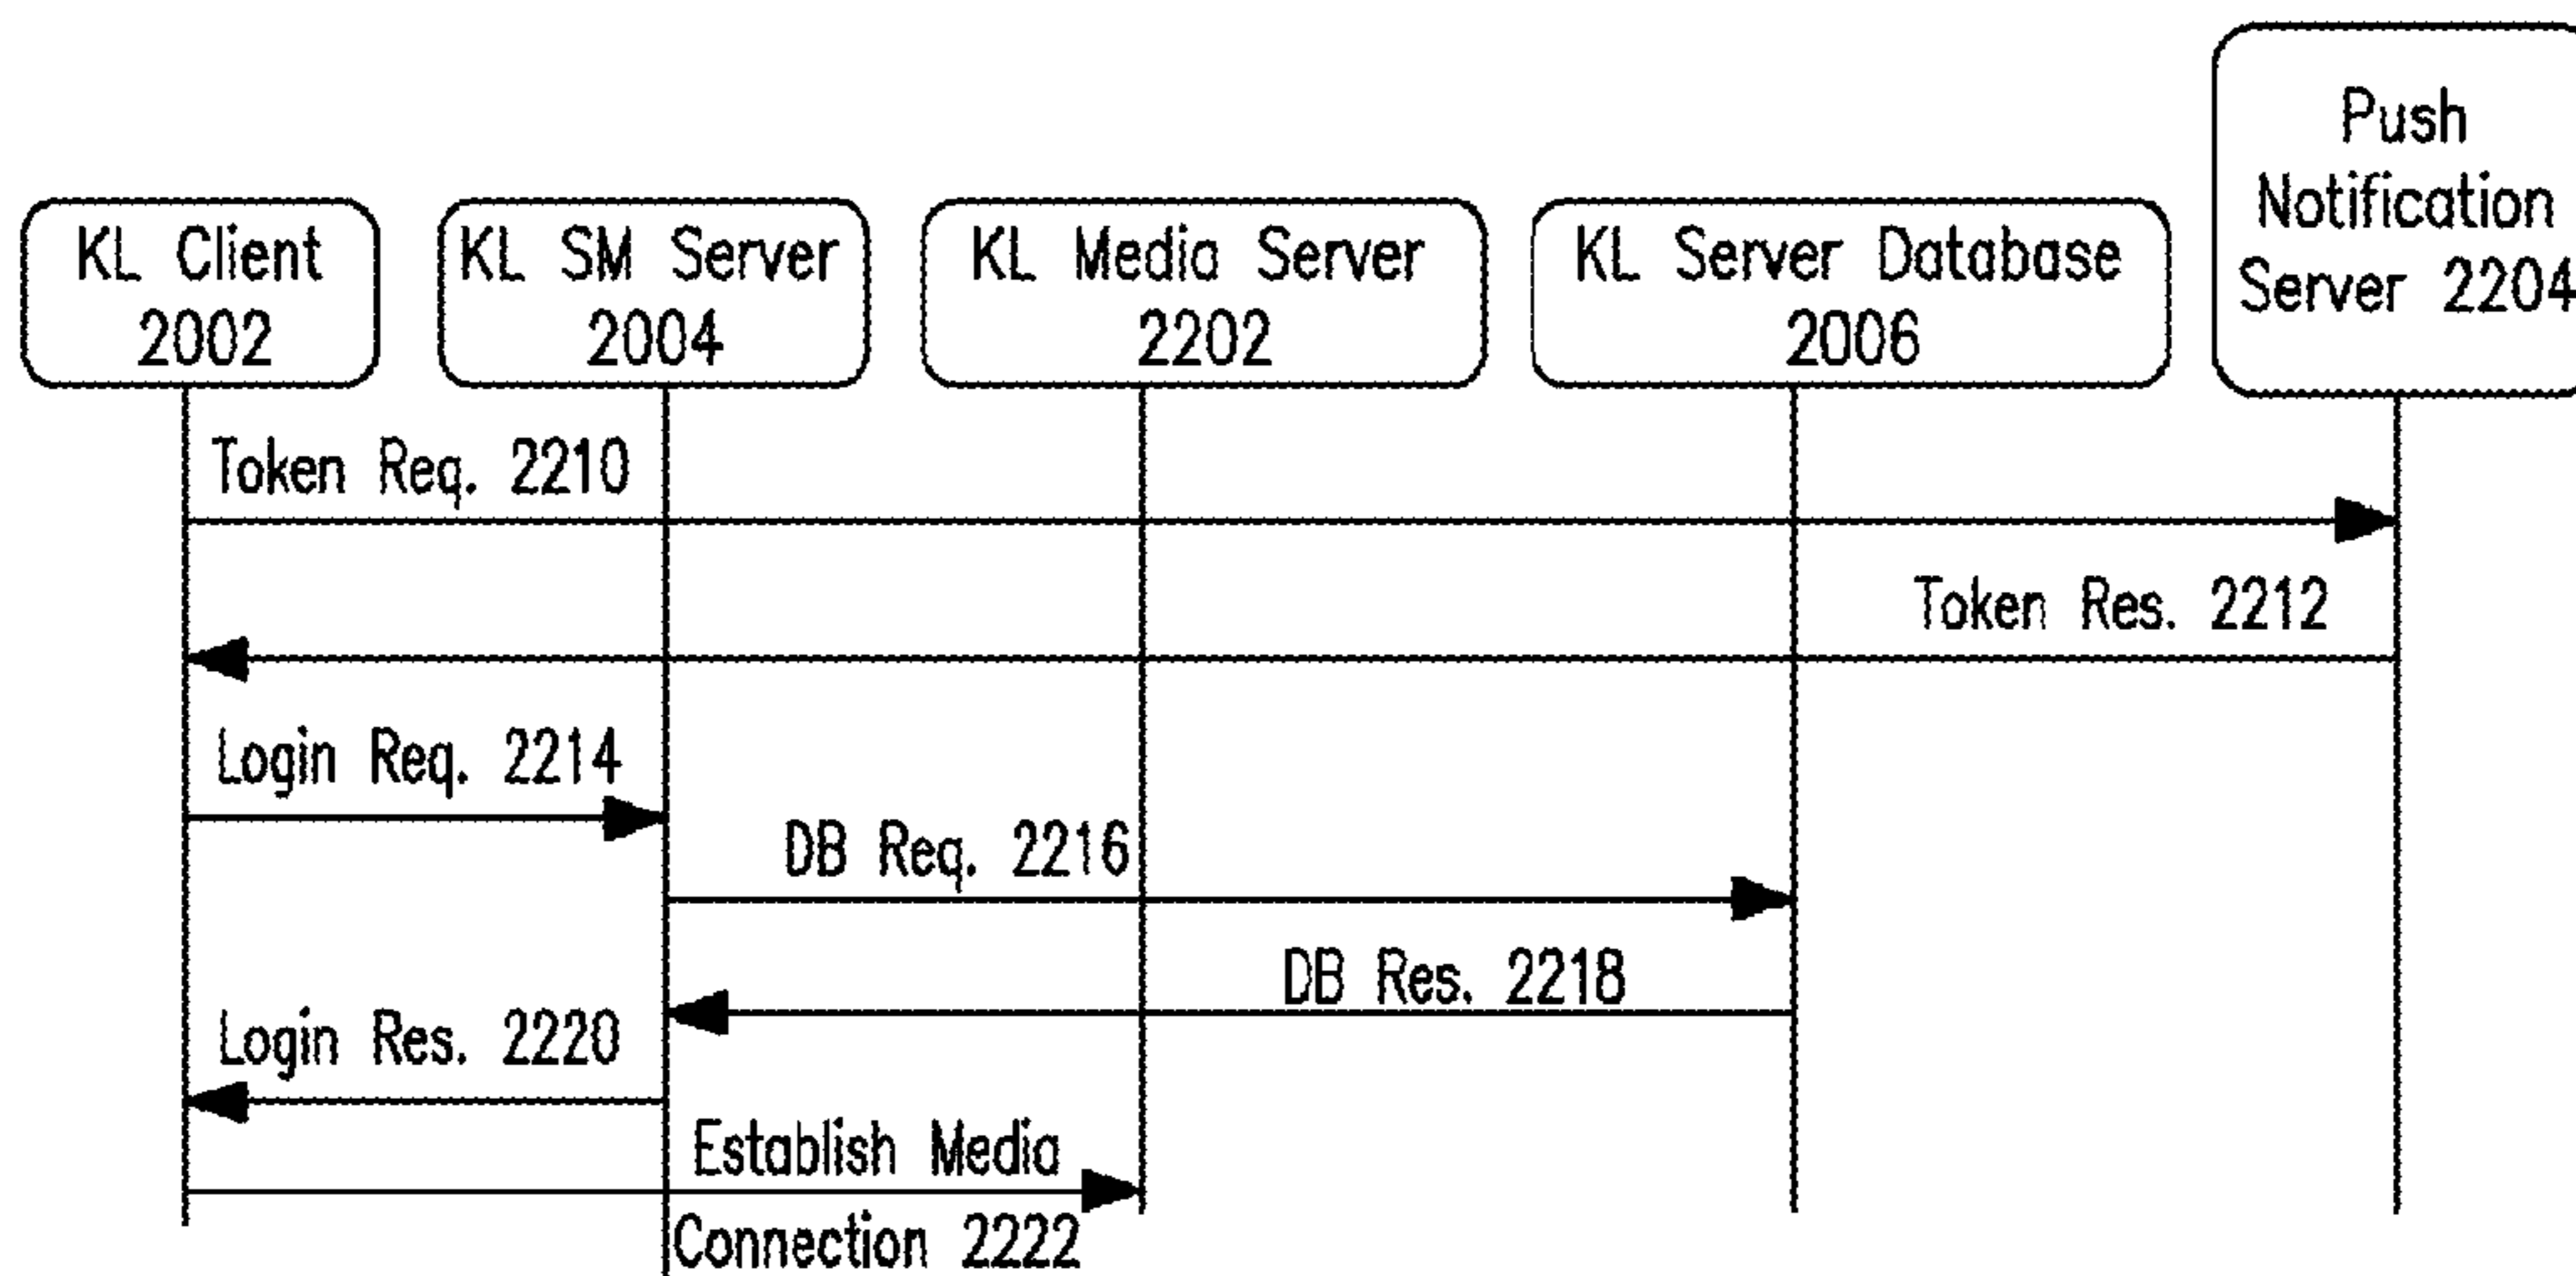 Push
Notification
Server 2204
KL Client
2002
KL SM Server
2004
KL Media Server
2202
KL Server Database
2006
Token Req. 2210
Token Res. 2212
Login Req. 2214
DB Req. 2216
DB Res. 2218
Login Res. 2220
Establish Media
Connection 2222